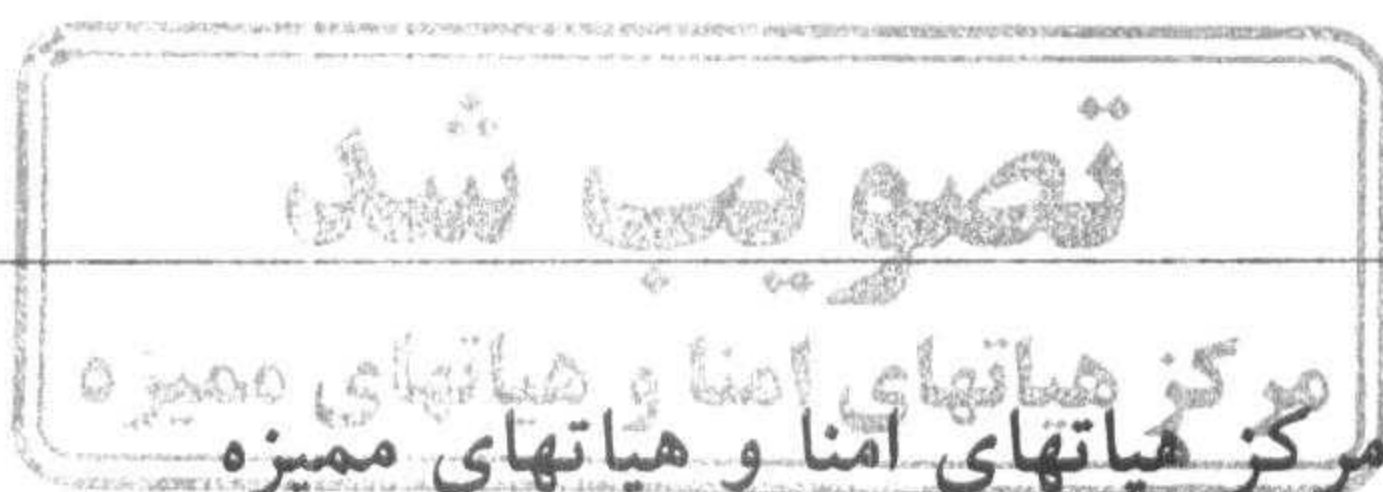 تصویب شد
مرکز هیاتهای امنا و هیاتهای ممیزه
مرکز هیاتهای امنا و هیاتهای ممیزه